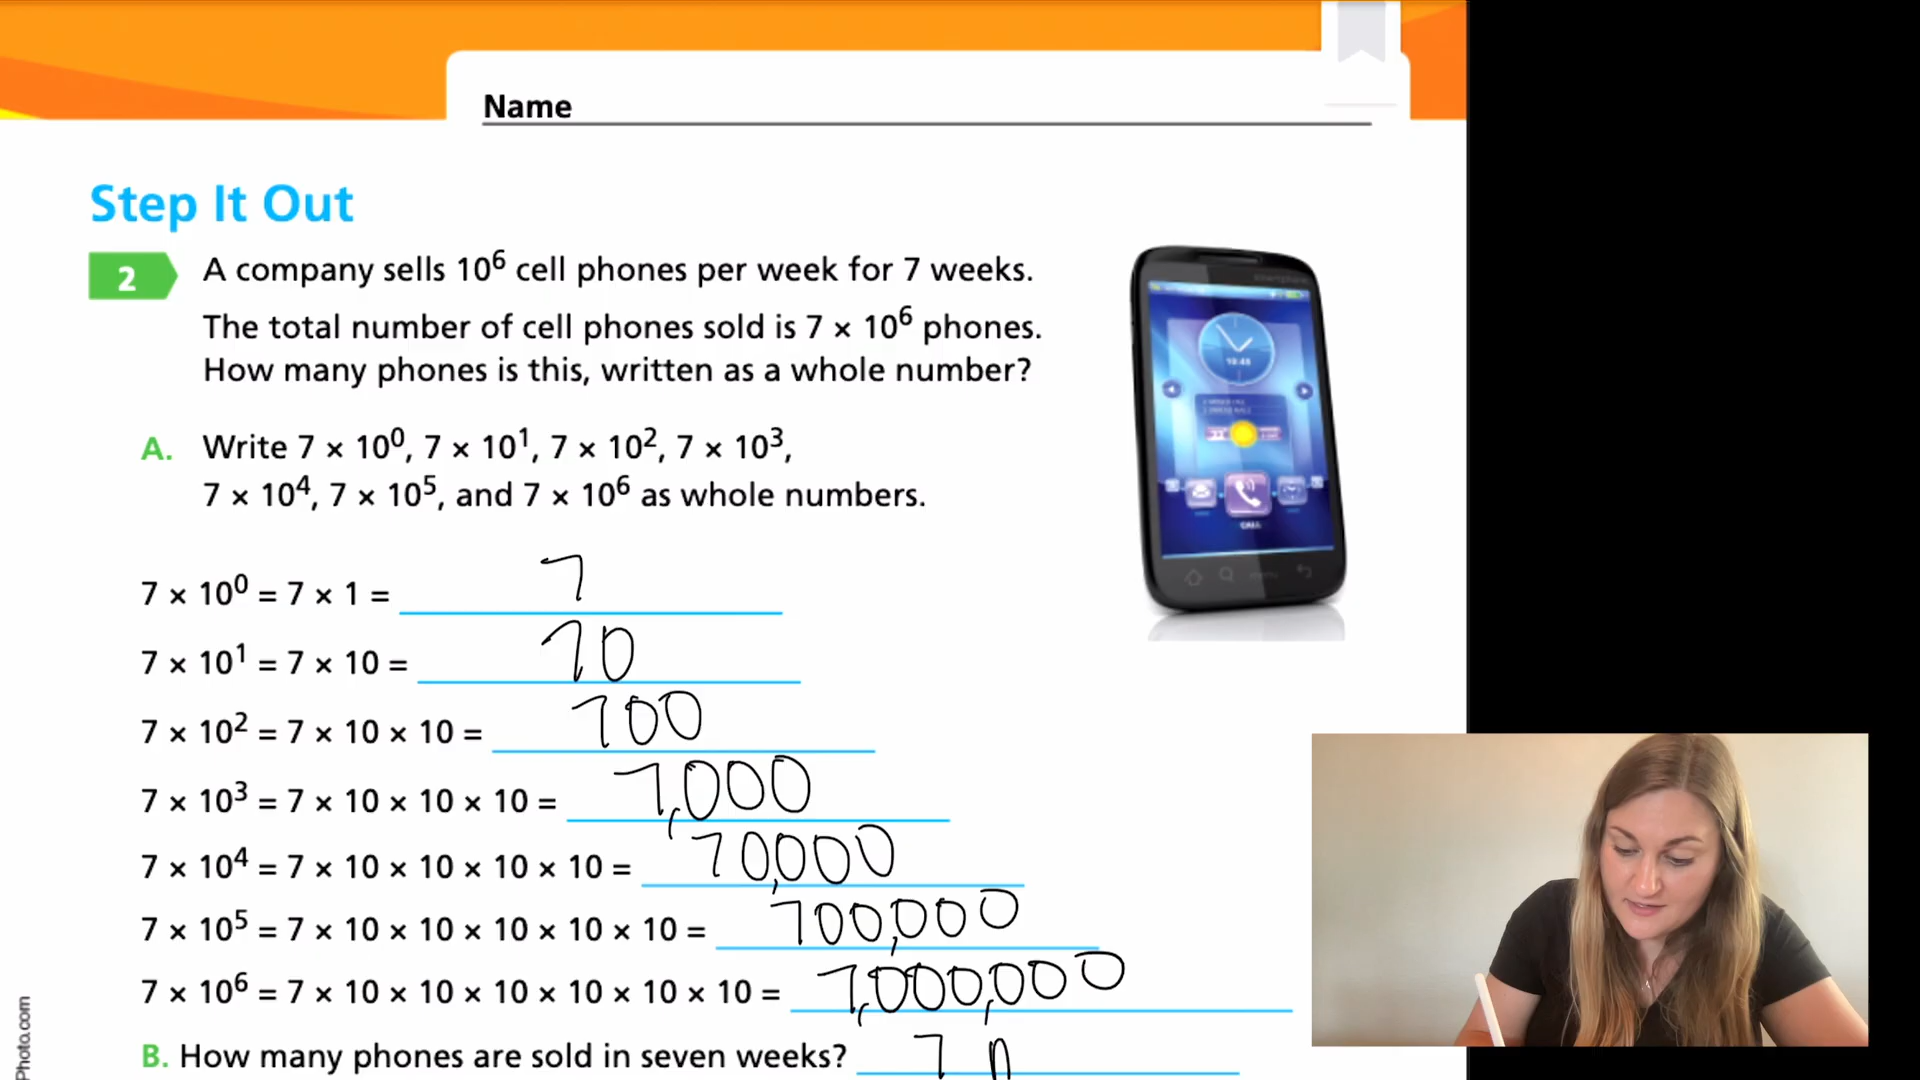 Name
Step It Out
2 A company sells 10⁶ cell phones per week for 7 weeks.
The total number of cell phones sold is 7 × 10⁶ phones.
How many phones is this, written as a whole number?
A. Write 7 × 10⁰, 7 × 10¹, 7 × 10², 7 × 10³,
7 × 10⁴, 7 × 10⁵, and 7 × 10⁶ as whole numbers.
7 × 10⁰ = 7 × 1 = 7
7 × 10¹ = 7 × 10 = 70
7 × 10² = 7 × 10 × 10 = 700
7 × 10³ = 7 × 10 × 10 × 10 = 7,000
7 × 10⁴ = 7 × 10 × 10 × 10 × 10 = 70,000
7 × 10⁵ = 7 × 10 × 10 × 10 × 10 × 10 = 700,000
7 × 10⁶ = 7 × 10 × 10 × 10 × 10 × 10 × 10 = 7,000,000
B. How many phones are sold in seven weeks? 7 0
Photo.com
10:45
CALL
menu